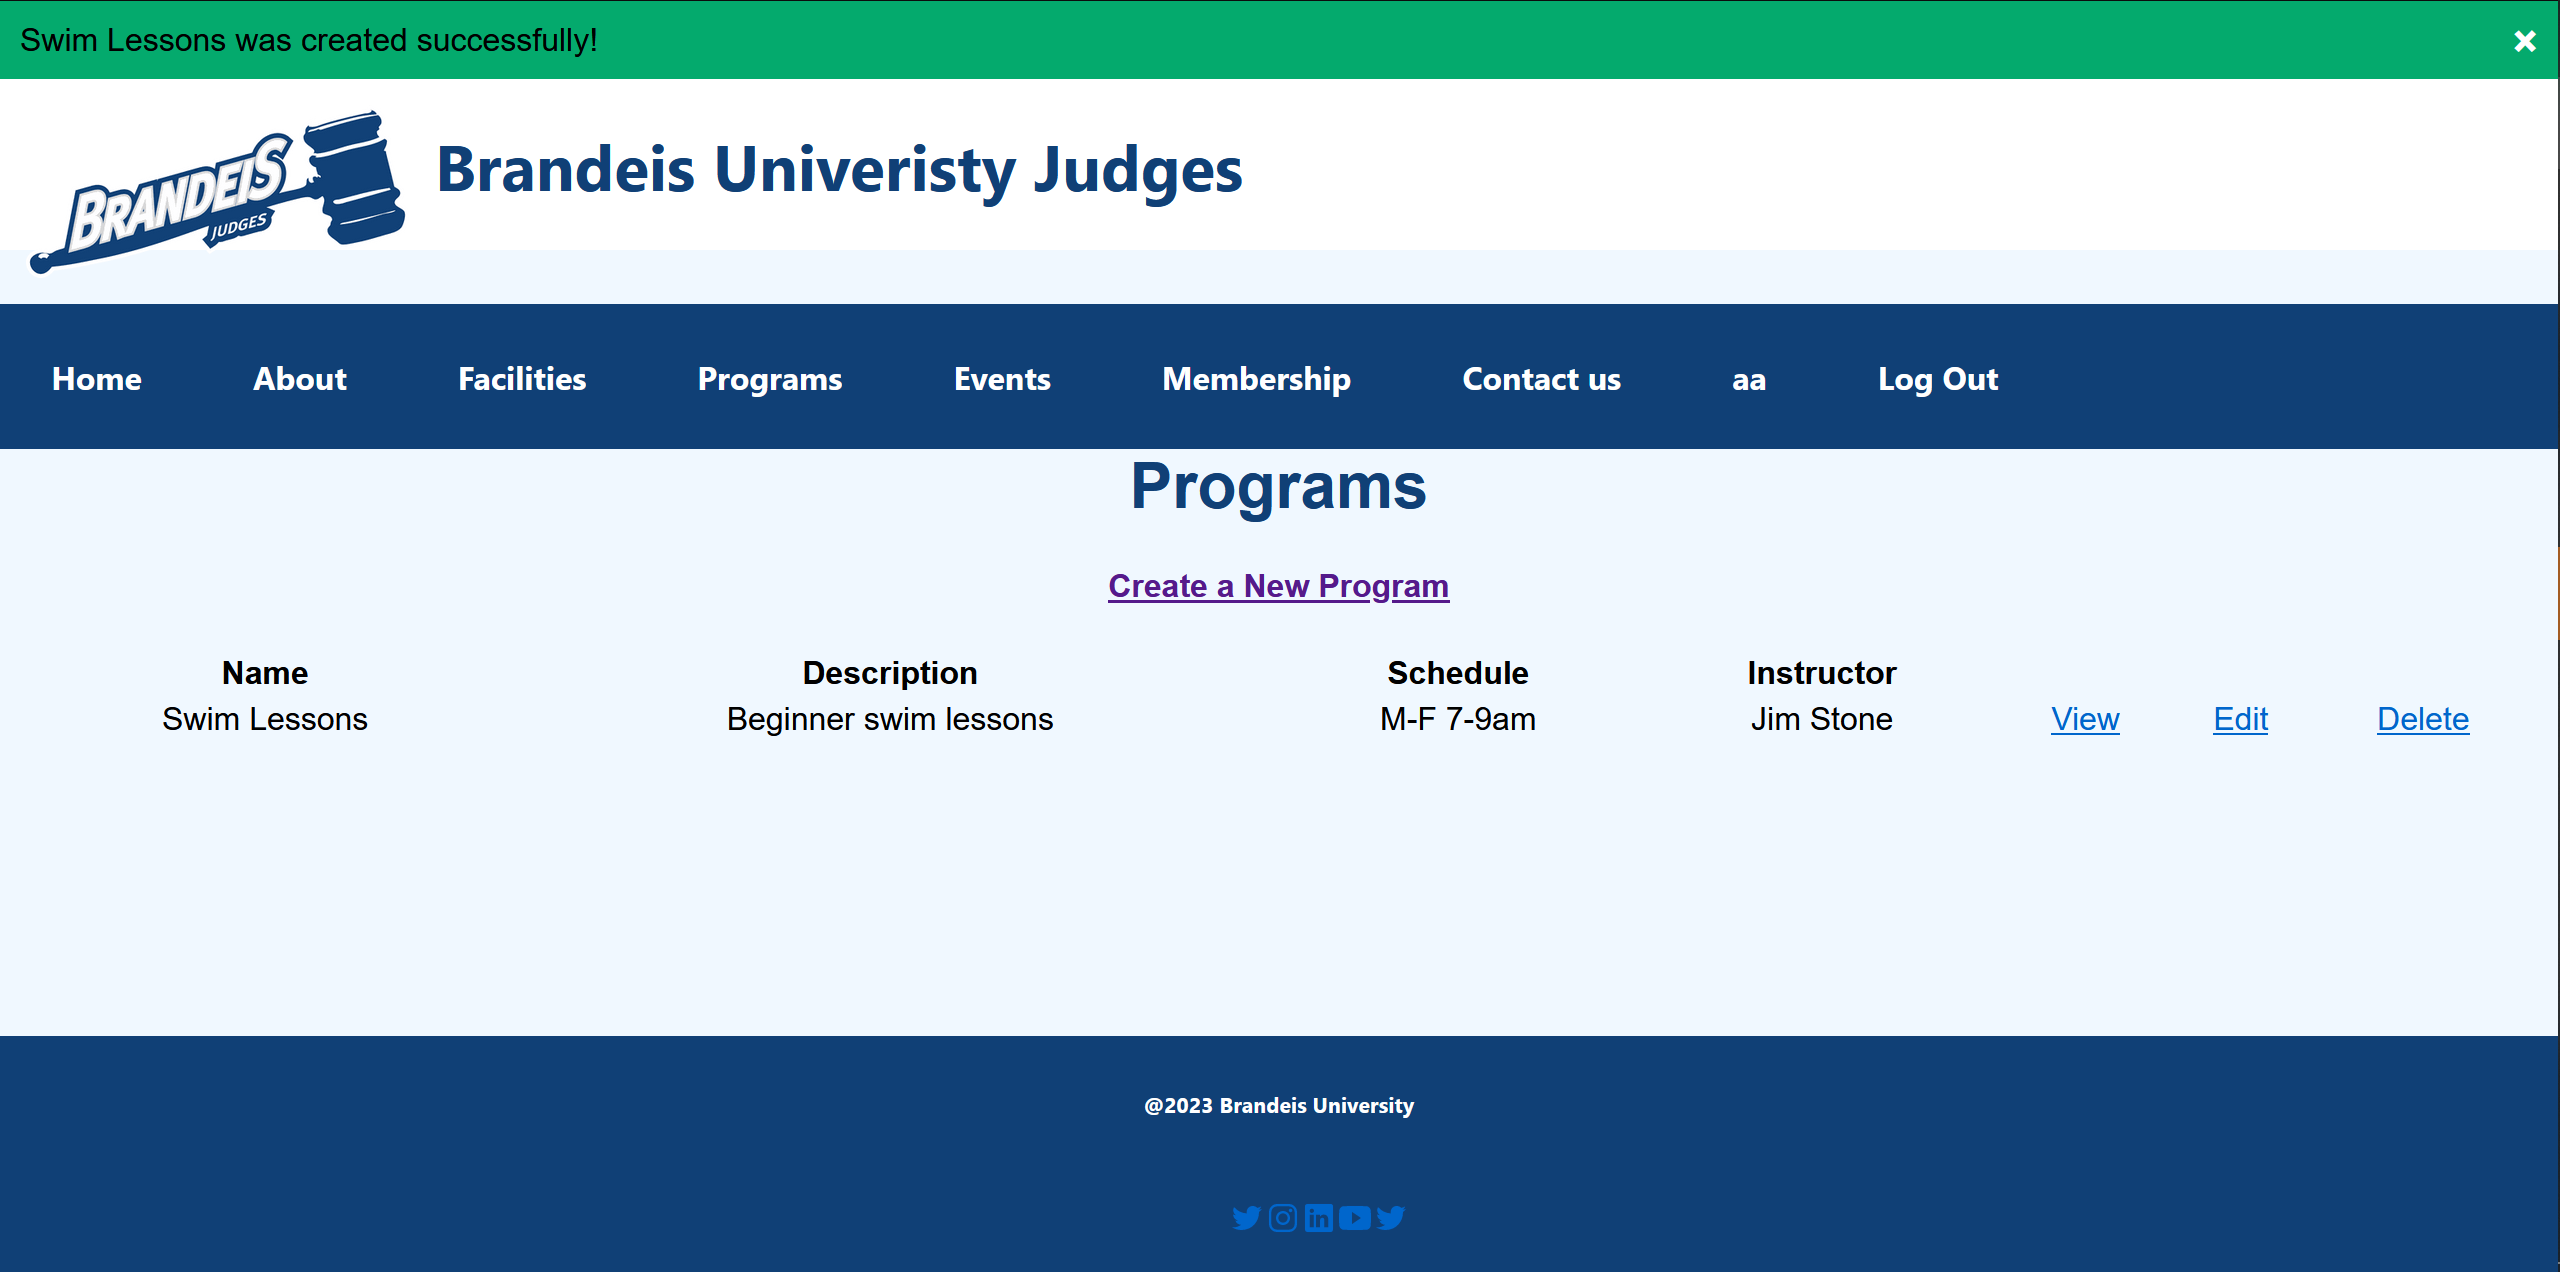 Swim Lessons was created successfully!
BRANDEIS
JUDGES
Brandeis Univeristy Judges
Home About Facilities Programs Events Membership Contact us aa Log Out
Programs
Create a New Program
Name Description Schedule Instructor
Swim Lessons Beginner swim lessons M-F 7-9am Jim Stone View Edit Delete
@2023 Brandeis University